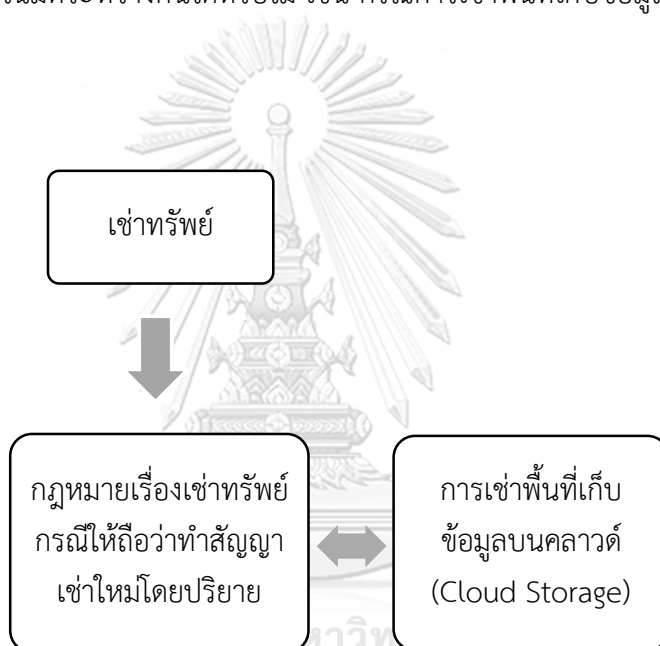 เช่าทรัพย์
กฎหมายเรื่องเช่าทรัพย์
กรณีให้ถือว่าทำสัญญา
เช่าใหม่โดยปริยาย
การเช่าพื้นที่เก็บ
ข้อมูลบนคลาวด์
(Cloud Storage)